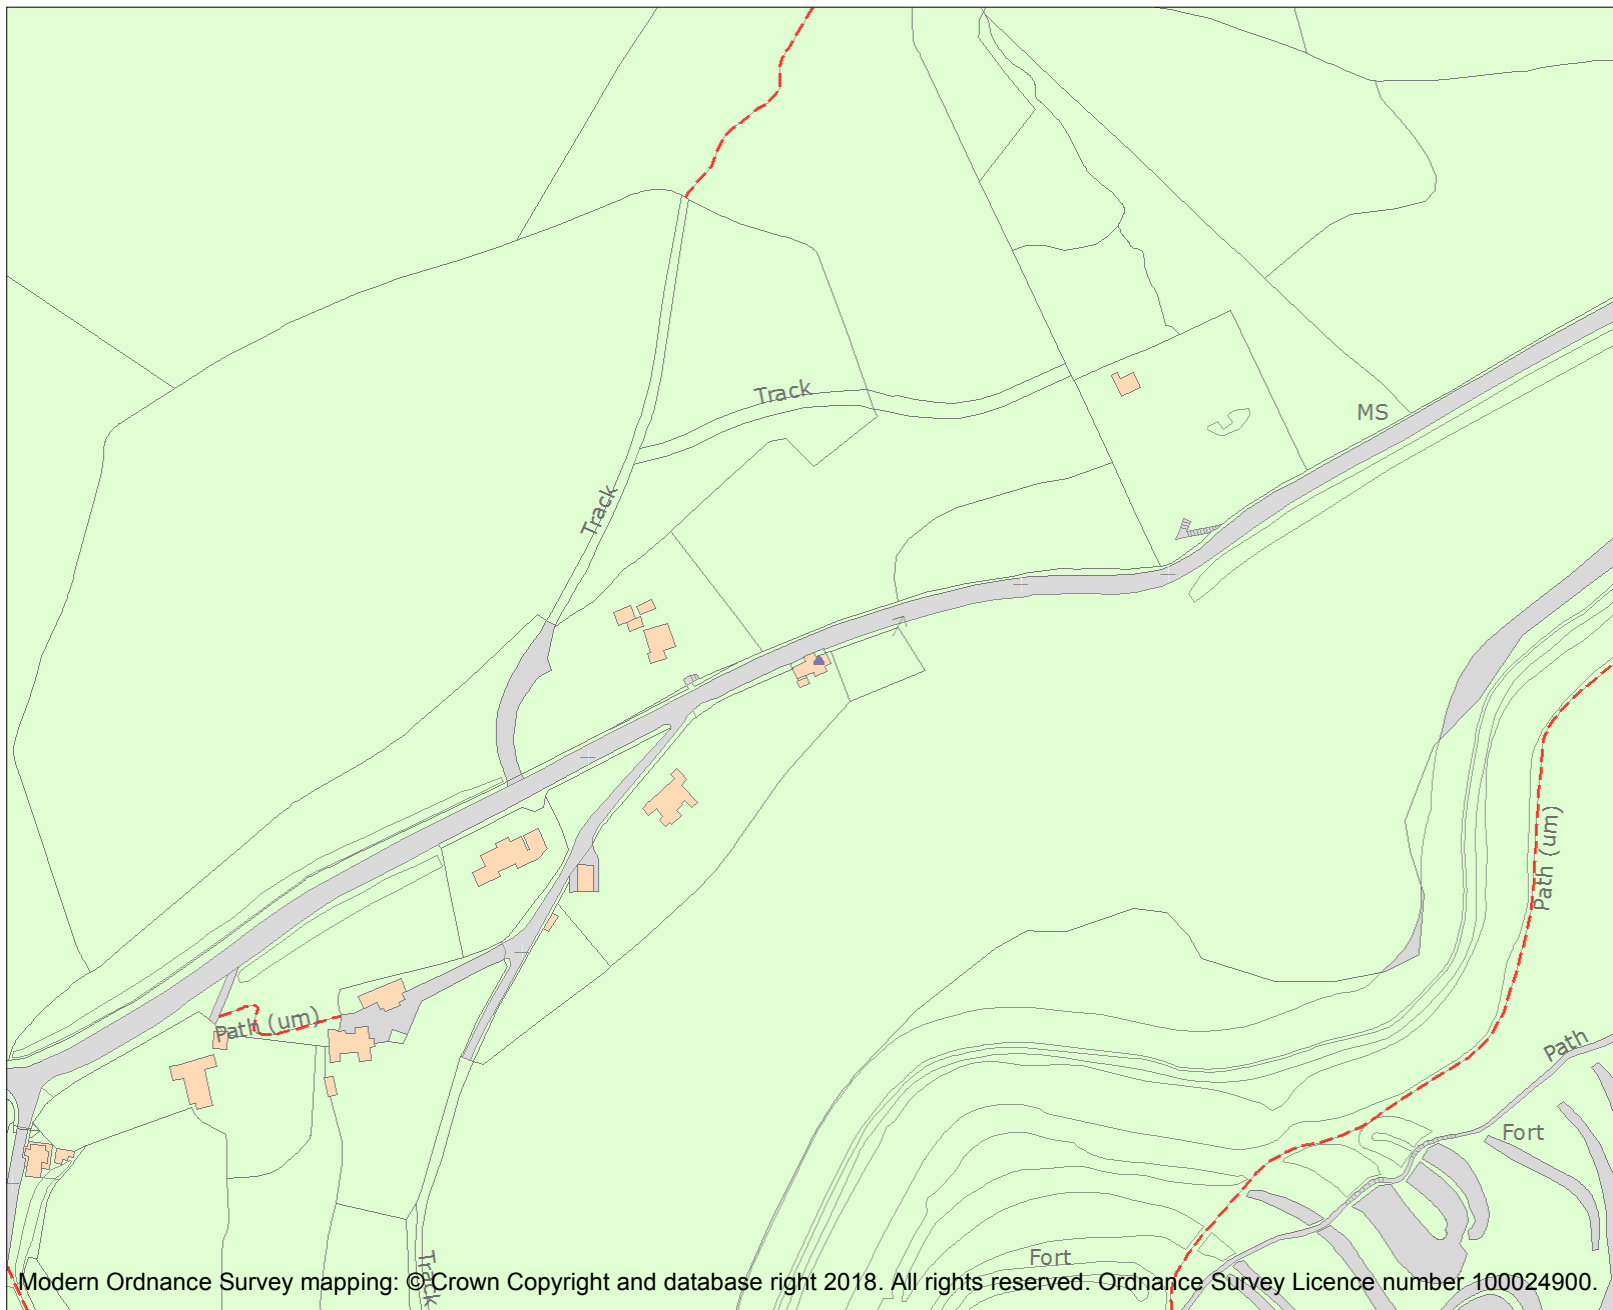 Track
MS
Track
Path (um)
Path (um)
Path
Fort
Fort
Track
Modern Ordnance Survey mapping: © Crown Copyright and database right 2018. All rights reserved. Ordnance Survey Licence number 100024900.